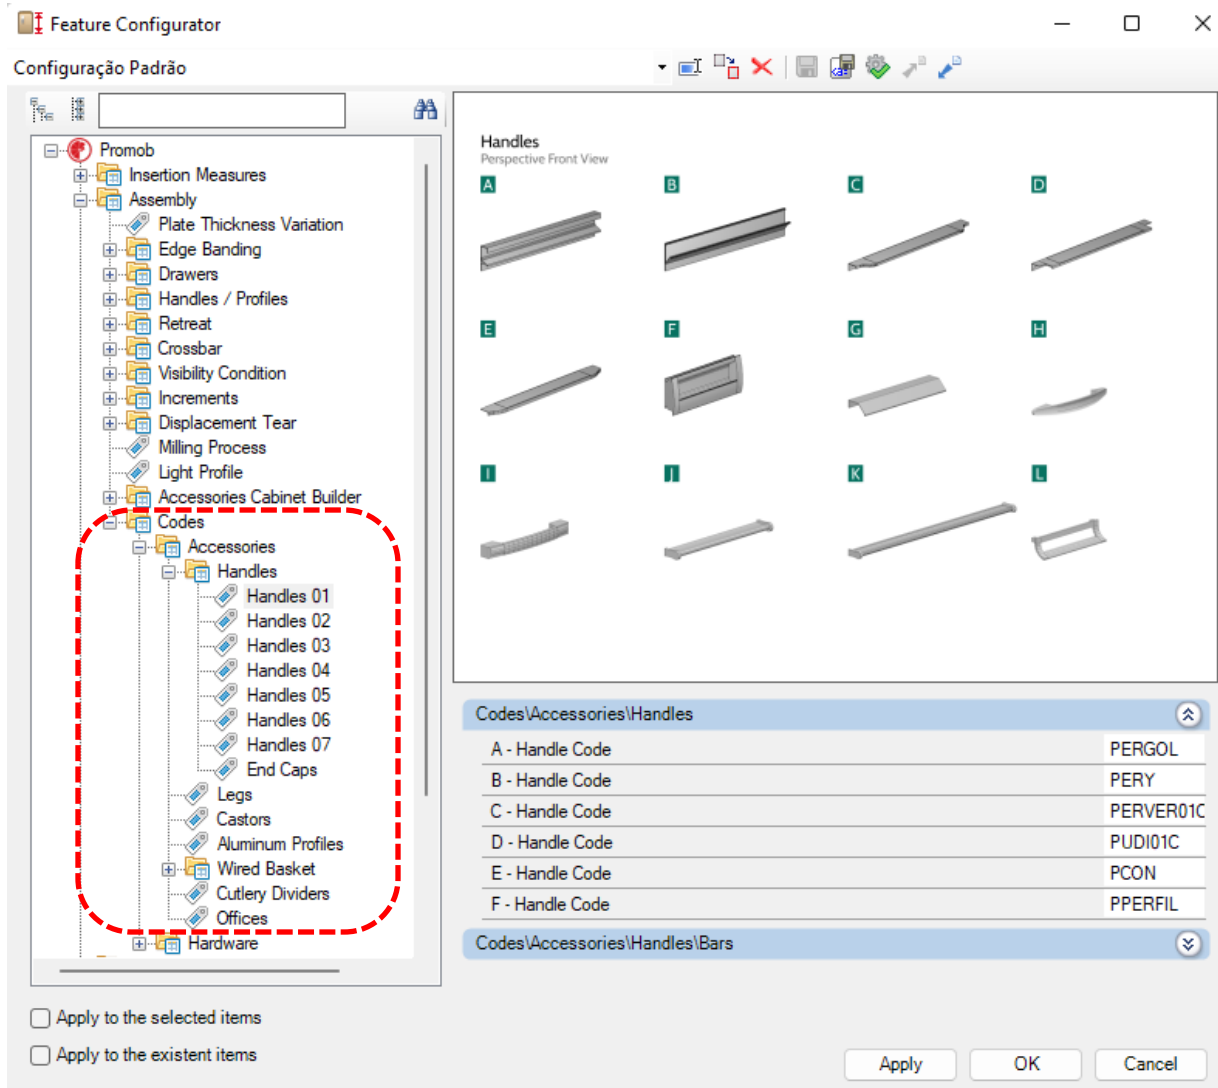 Feature Configurator
Configuração Padrão
Promob
Insertion Measures
Assembly
Plate Thickness Variation
Edge Banding
Drawers
Handles / Profiles
Retreat
Crossbar
Visibility Condition
Increments
Displacement Tear
Milling Process
Light Profile
Accessories Cabinet Builder
Codes
Accessories
Handles
Handles 01
Handles 02
Handles 03
Handles 04
Handles 05
Handles 06
Handles 07
End Caps
Legs
Castors
Aluminum Profiles
Wired Basket
Cutlery Dividers
Offices
Hardware
Handles
Perspective Front View
A B C D
E F G H
I J K L
Codes\Accessories\Handles
A - Handle Code PERGOL
B - Handle Code PERY
C - Handle Code PERVER01C
D - Handle Code PUDI01C
E - Handle Code PCON
F - Handle Code PPERFIL
Codes\Accessories\Handles\Bars
Apply to the selected items
Apply to the existent items
Apply OK Cancel